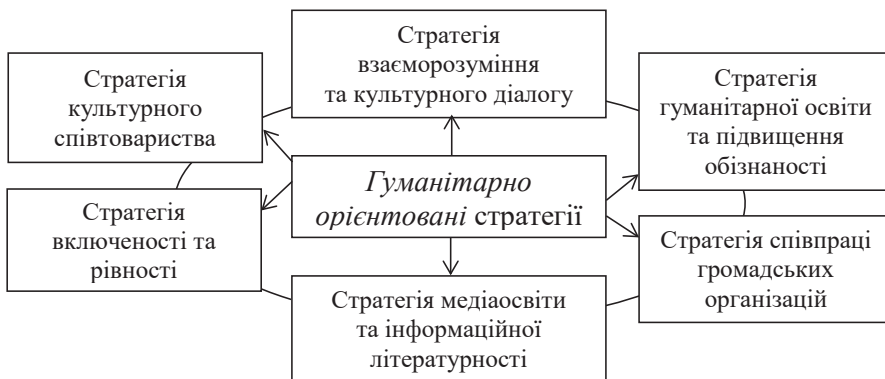 Стратегія
взаєморозуміння
та культурного діалогу
Стратегія
культурного
співтовариства
Стратегія
гуманітарної освіти
та підвищення
обізнаності
Гуманітарно
орієнтовані стратегії
Стратегія
включеності та
рівності
Стратегія співпраці
громадських
організацій
Стратегія медіаосвіти
та інформаційної
літературності